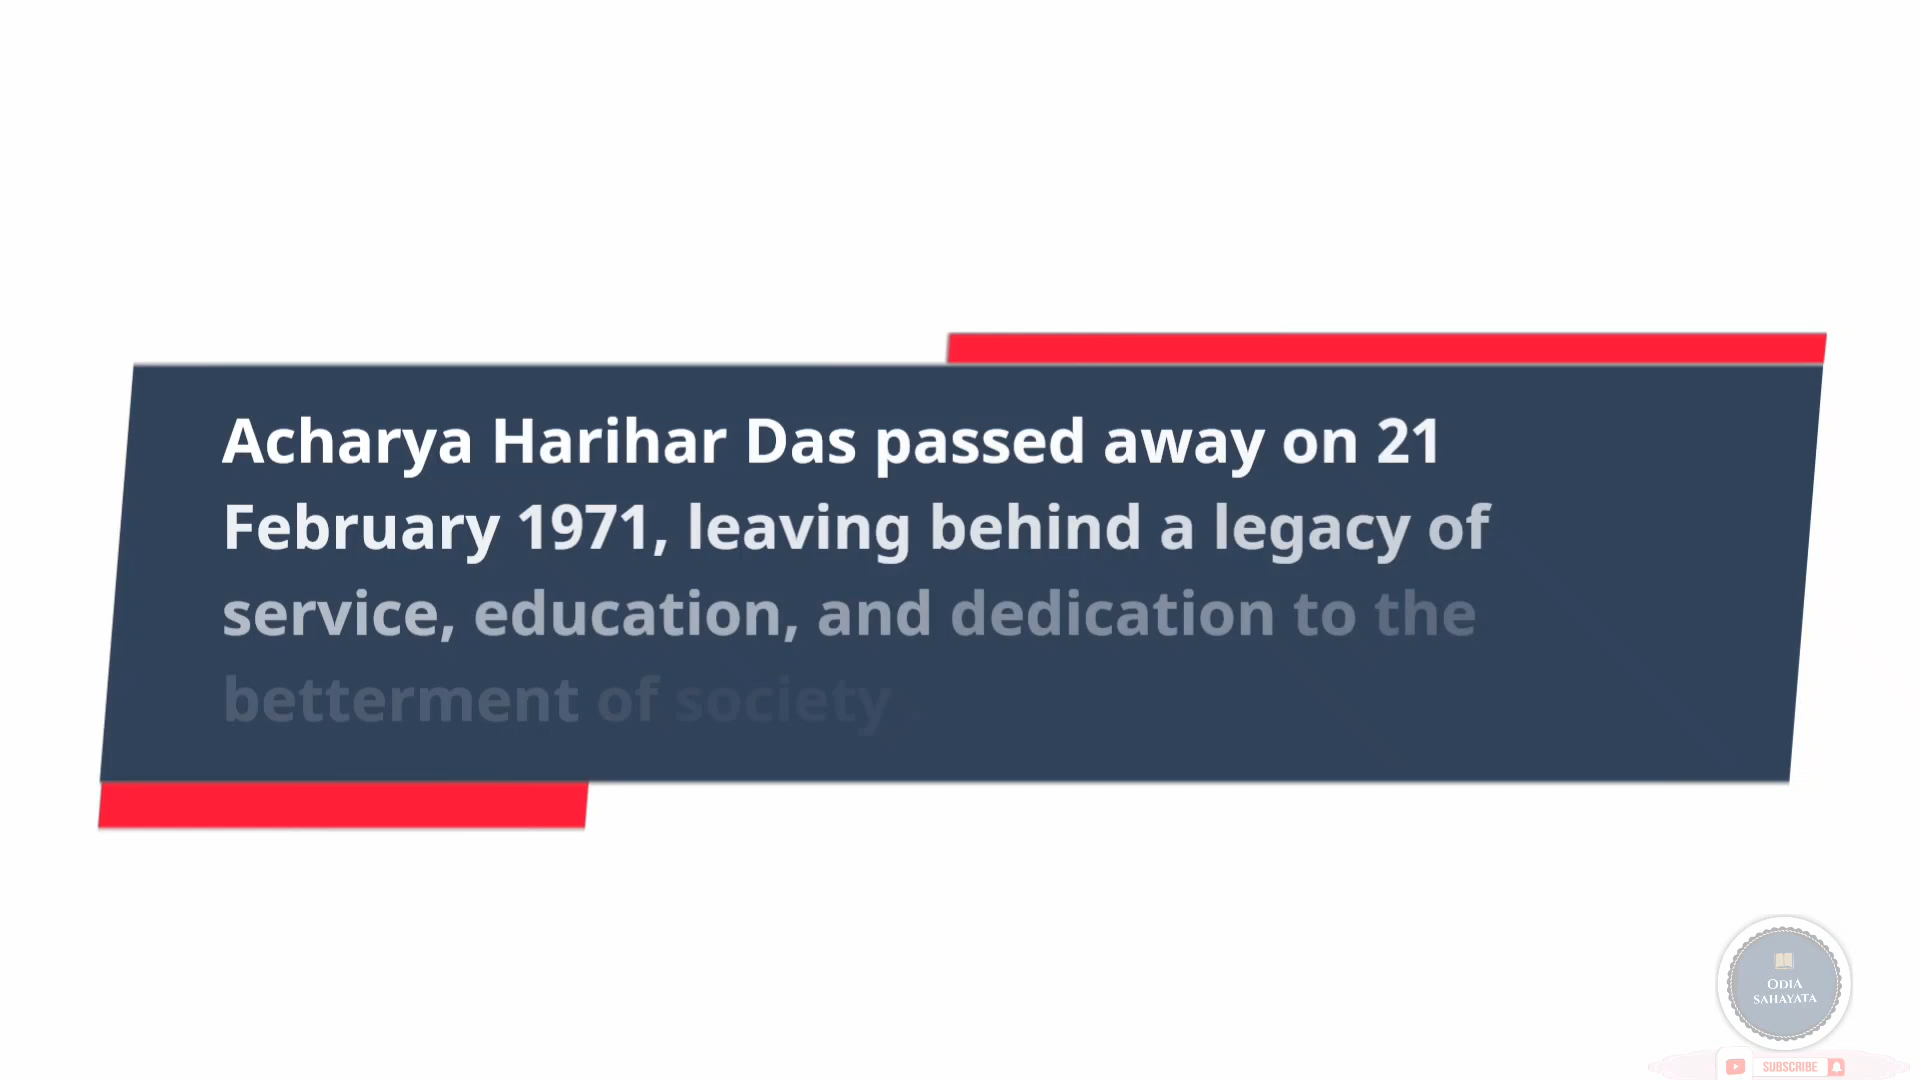 Acharya Harihar Das passed away on 21
February 1971, leaving behind a legacy of
service, education, and dedication to the
betterment of society
ODIA
SAHAYATA
SUBSCRIBE